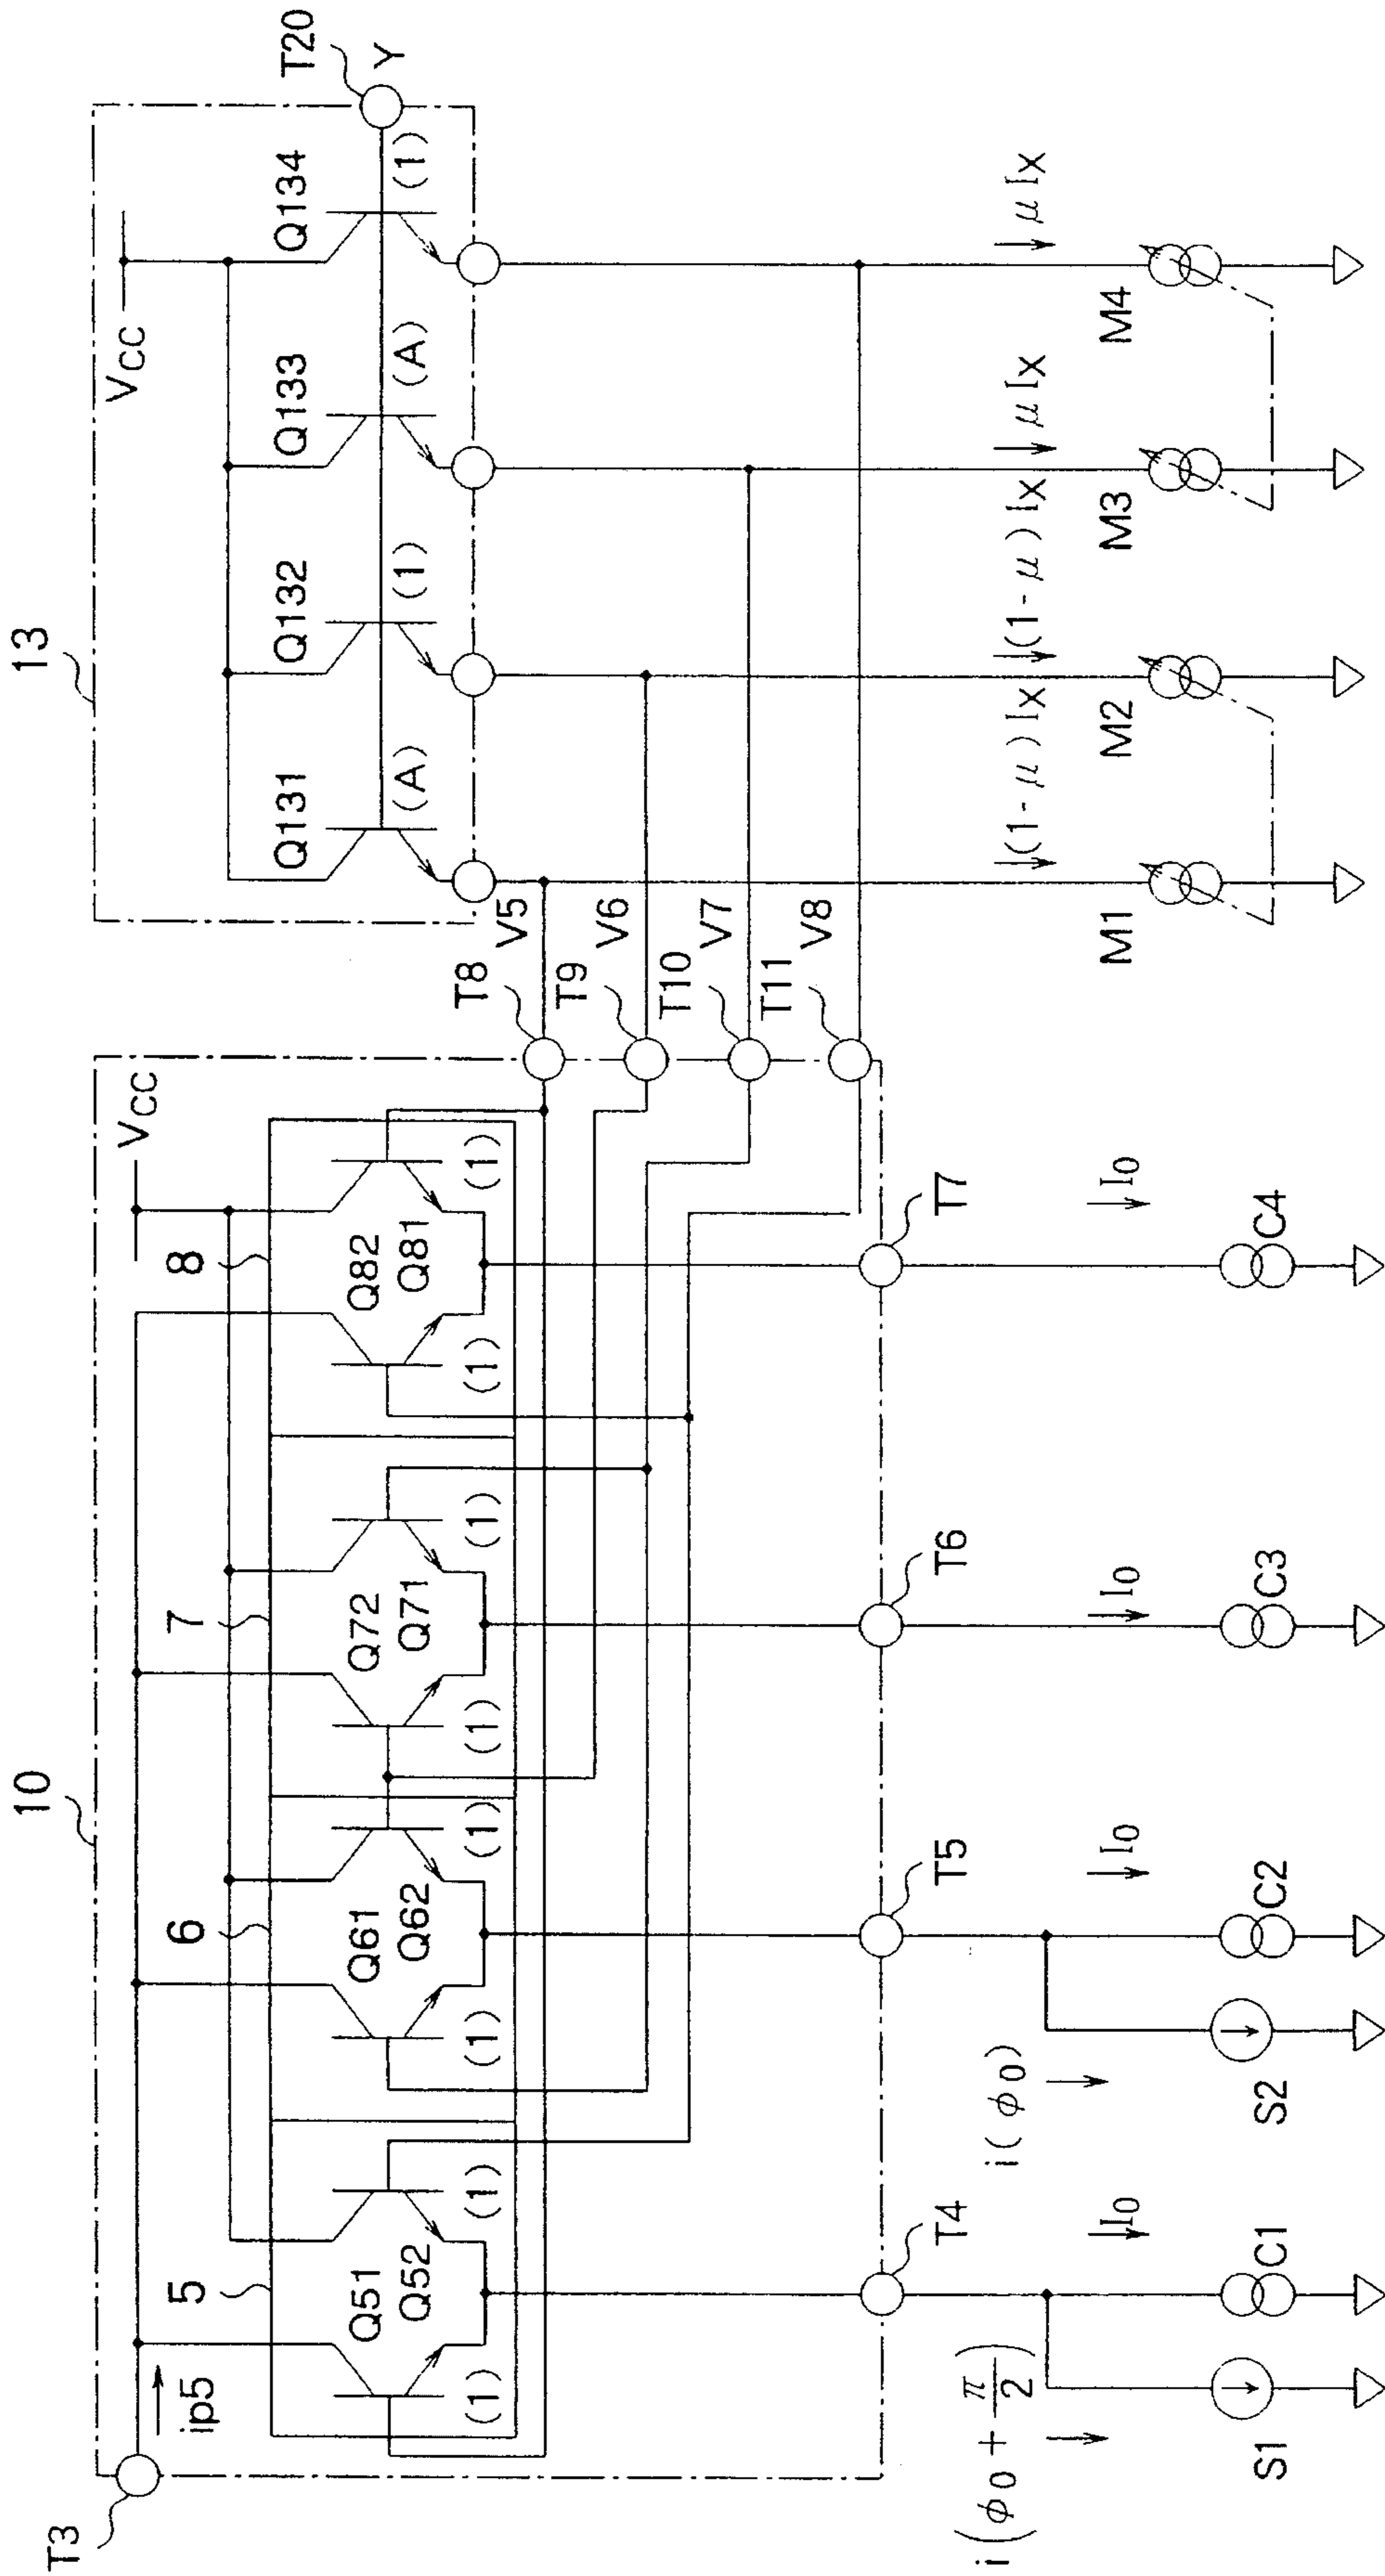 10
13
T3
ip5
VCC
VCC
T20
Y
5
6
7
8
Q51
Q52
Q61
Q62
Q72
Q71
Q82
Q81
(1)
(1)
(1)
(1)
(1)
(1)
(1)
(1)
Q131
Q132
Q133
Q134
(A)
(1)
(A)
(1)
T8
T9
T10
T11
V5
V6
V7
V8
T4
T5
T6
T7
i(φ0 + π/2)
i(φ0)
I0
I0
I0
I0
(1-μ)IX
(1-μ)IX
μIX
μIX
S1
C1
S2
C2
C3
C4
M1
M2
M3
M4